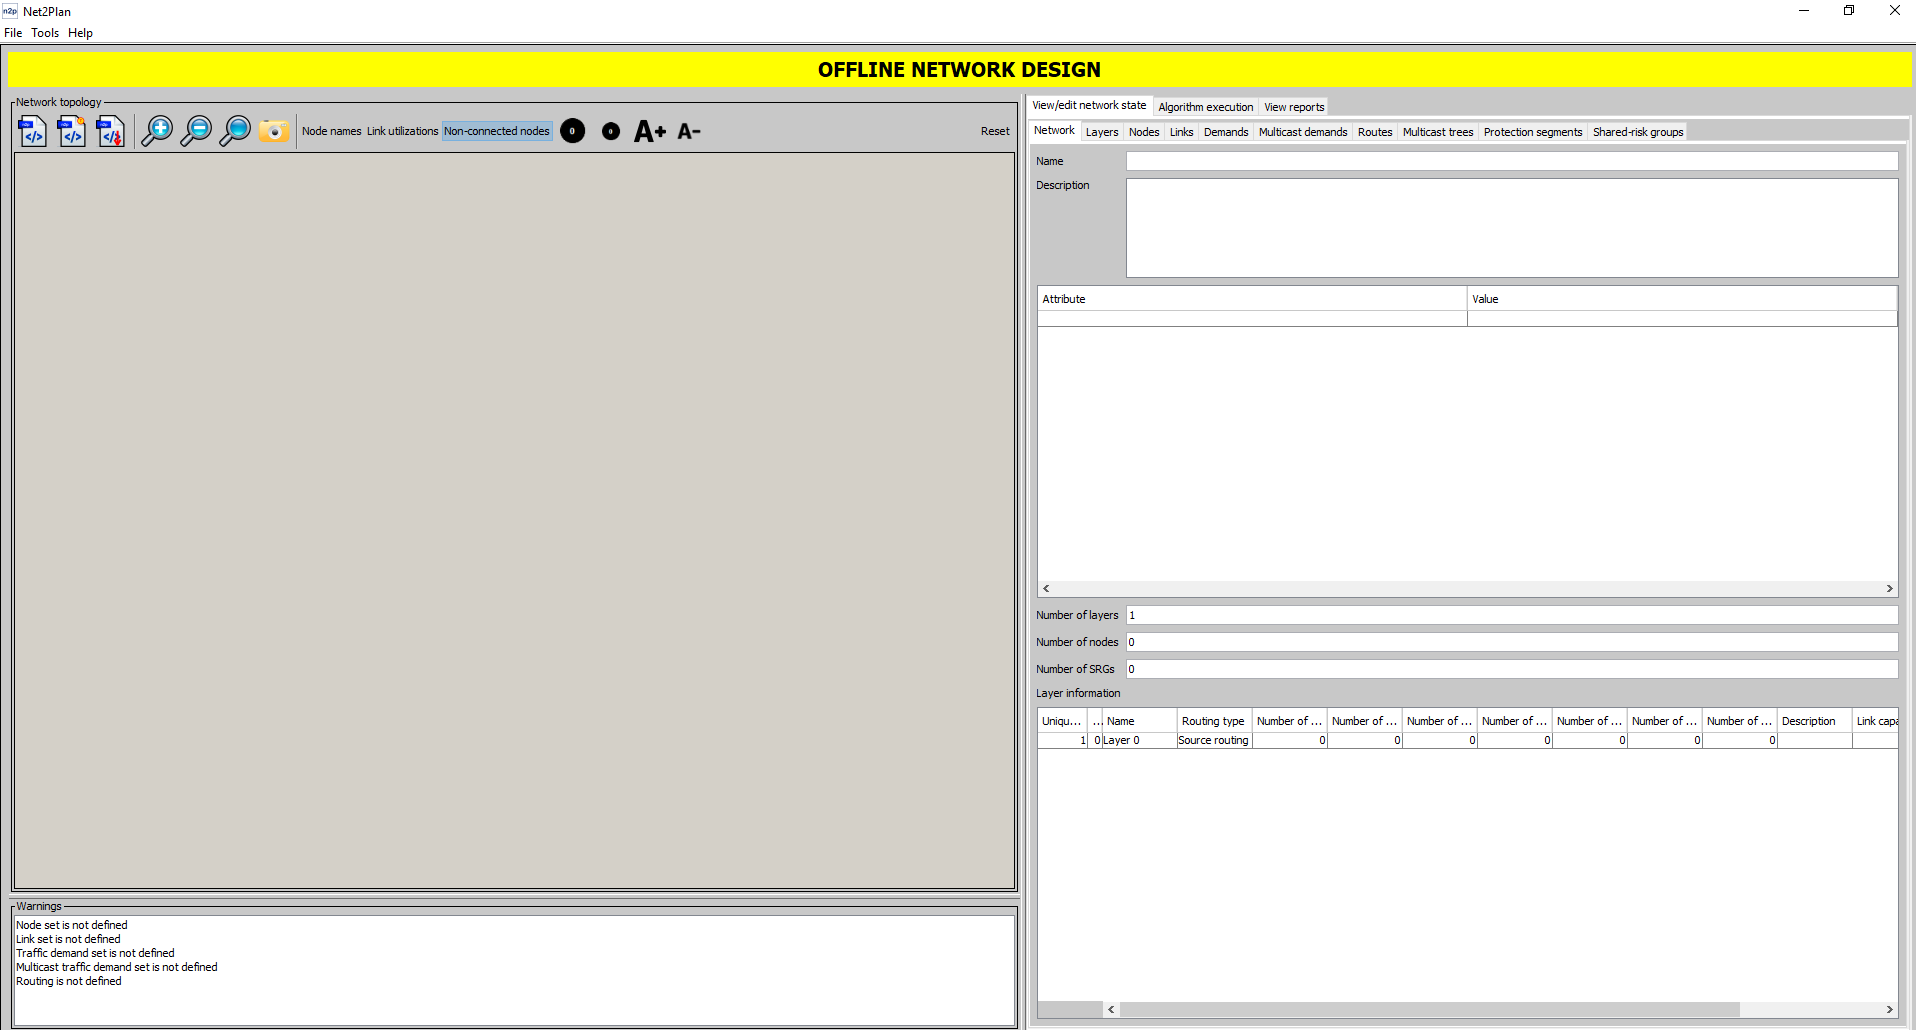 n2p Net2Plan
File Tools Help
OFFLINE NETWORK DESIGN
Network topology
Node names Link utilizations Non-connected nodes 0 0 A+ A- Reset
View/edit network state Algorithm execution View reports
Network Layers Nodes Links Demands Multicast demands Routes Multicast trees Protection segments Shared-risk groups
Name
Description
Attribute Value
Number of layers 1
Number of nodes 0
Number of SRGs 0
Layer information
Uniqu... ... Name Routing type Number of ... Number of ... Number of ... Number of ... Number of ... Number of ... Number of ... Description Link capa
1 0 Layer 0 Source routing 0 0 0 0 0 0 0
Warnings
Node set is not defined
Link set is not defined
Traffic demand set is not defined
Multicast traffic demand set is not defined
Routing is not defined